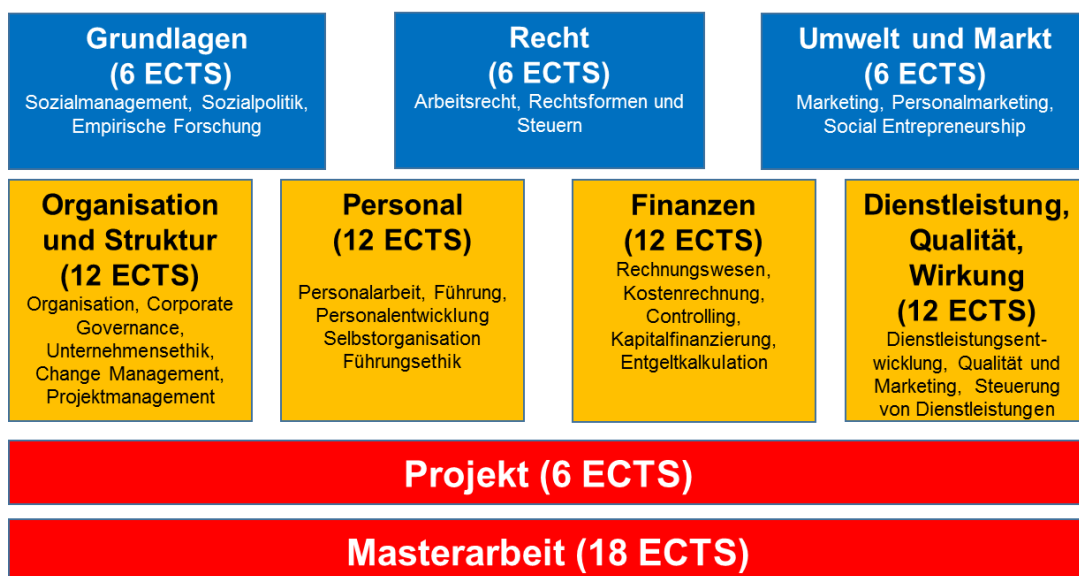 Grundlagen
(6 ECTS)
Sozialmanagement, Sozialpolitik,
Empirische Forschung
Recht
(6 ECTS)
Arbeitsrecht, Rechtsformen und
Steuern
Umwelt und Markt
(6 ECTS)
Marketing, Personalmarketing,
Social Entrepreneurship
Organisation
und Struktur
(12 ECTS)
Organisation, Corporate
Governance,
Unternehmensethik,
Change Management,
Projektmanagement
Personal
(12 ECTS)
Personalarbeit, Führung,
Personalentwicklung
Selbstorganisation
Führungsethik
Finanzen
(12 ECTS)
Rechnungswesen,
Kostenrechnung,
Controlling,
Kapitalfinanzierung,
Entgeltkalkulation
Dienstleistung,
Qualität,
Wirkung
(12 ECTS)
Dienstleistungsent-
wicklung, Qualität und
Marketing, Steuerung
von Dienstleistungen
Projekt (6 ECTS)
Masterarbeit (18 ECTS)